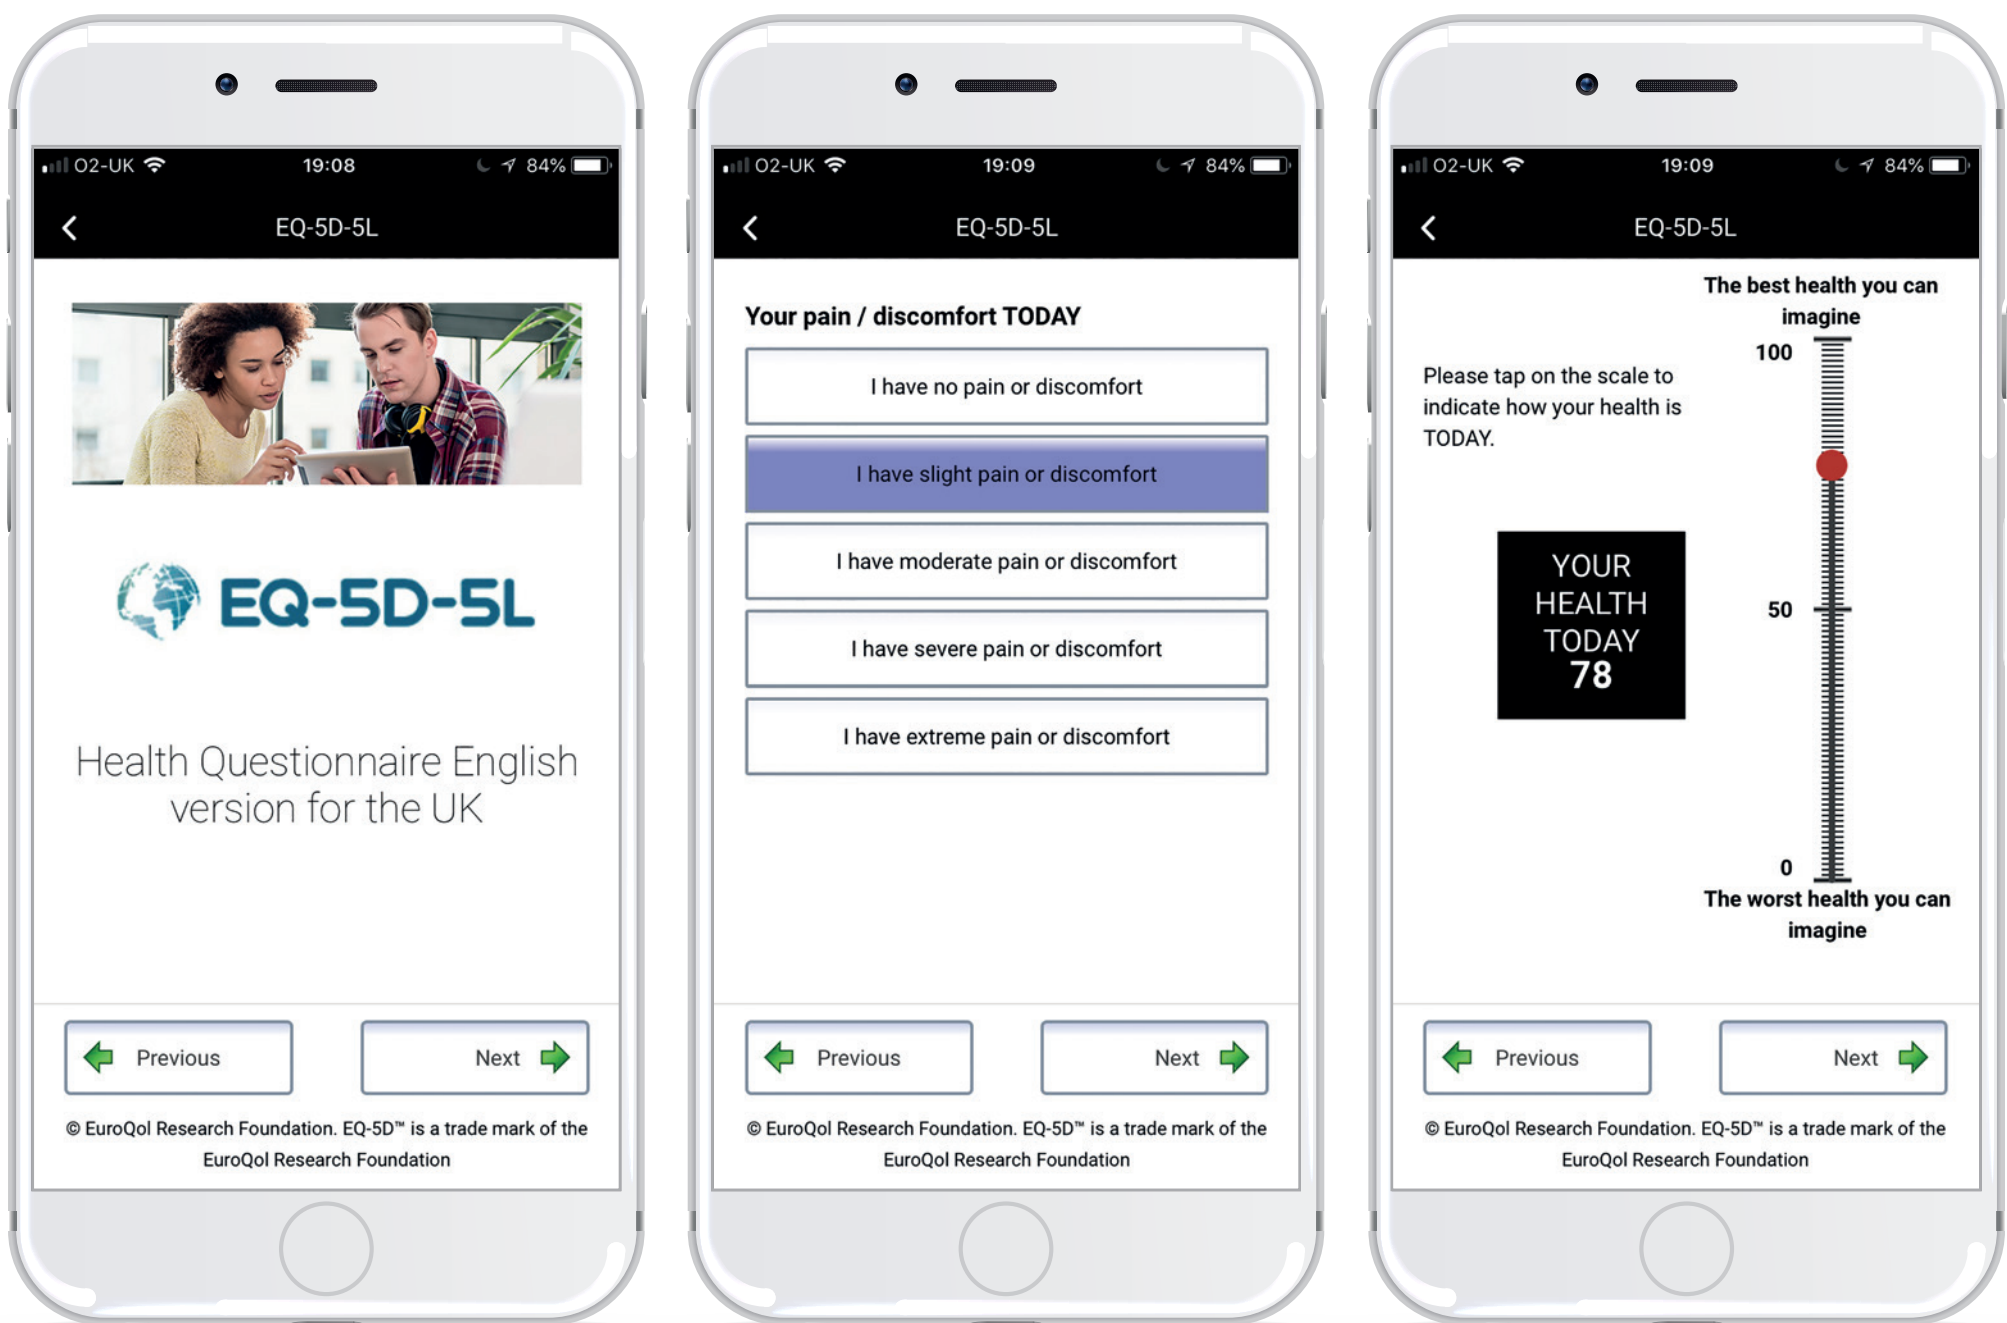 O2-UK 19:08 84%
EQ-5D-5L
EQ-5D-5L
Health Questionnaire English
version for the UK
Previous Next
© EuroQol Research Foundation. EQ-5D™ is a trade mark of the
EuroQol Research Foundation
O2-UK 19:09 84%
EQ-5D-5L
Your pain / discomfort TODAY
I have no pain or discomfort
I have slight pain or discomfort
I have moderate pain or discomfort
I have severe pain or discomfort
I have extreme pain or discomfort
Previous Next
© EuroQol Research Foundation. EQ-5D™ is a trade mark of the
EuroQol Research Foundation
O2-UK 19:09 84%
EQ-5D-5L
The best health you can
imagine
100
Please tap on the scale to
indicate how your health is
TODAY.
YOUR
HEALTH
TODAY
78
50
0
The worst health you can
imagine
Previous Next
© EuroQol Research Foundation. EQ-5D™ is a trade mark of the
EuroQol Research Foundation